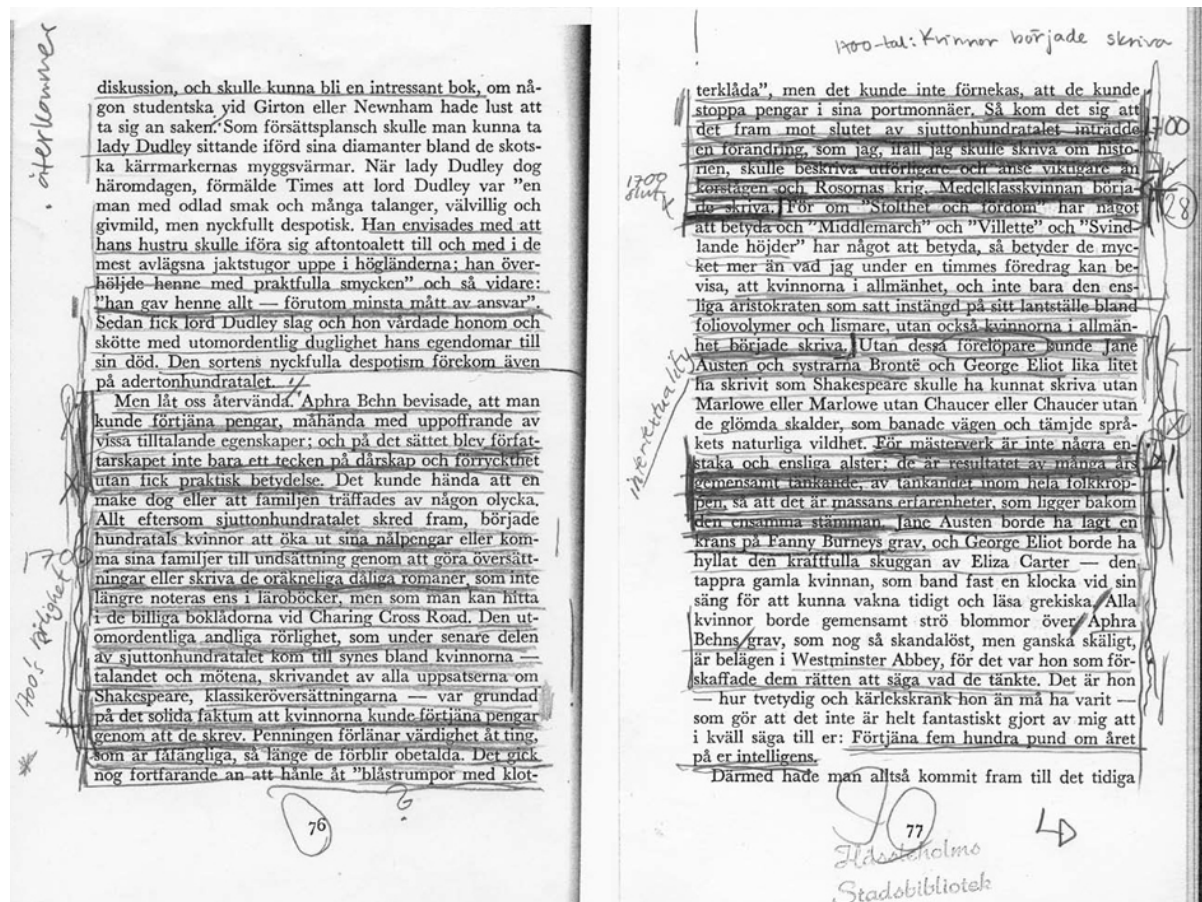 återkommer
diskussion, och skulle kunna bli en intressant bok, om nå-
gon studentska vid Girton eller Newnham hade lust att
ta sig an saken. Som försättsplansch skulle man kunna ta
lady Dudley sittande iförd sina diamanter bland de skots-
ka kärrmarkernas myggsvärmar. När lady Dudley dog
häromdagen, förmälde Times att lord Dudley var ”en
man med odlad smak och många talanger, välvillig och
givmild, men nyckfullt despotisk. Han envisades med att
hans hustru skulle iföra sig aftontoalett till och med i de
mest avlägsna jaktstugor uppe i högländerna; han över-
höljde henne med praktfulla smycken” och så vidare:
”han gav henne allt — förutom minsta mått av ansvar”.
Sedan fick lord Dudley slag och hon vårdade honom och
skötte med utomordentlig duglighet hans egendomar till
sin död. Den sortens nyckfulla despotism förekom även
på adertonhundratalet.
Men låt oss återvända. Aphra Behn bevisade, att man
kunde förtjäna pengar, måhända med uppoffrande av
vissa tilltalande egenskaper; och på det sättet blev förfat-
tarskapet inte bara ett tecken på dårskap och förryckthet
utan fick praktisk betydelse. Det kunde hända att en
make dog eller att familjen träffades av någon olycka.
Allt eftersom sjuttonhundratalet skred fram, började
hundratals kvinnor att öka ut sina nålpengar eller kom-
ma sina familjer till undsättning genom att göra översätt-
ningar eller skriva de oräkneliga dåliga romaner, som inte
längre noteras ens i läroböcker, men som man kan hitta
i de billiga boklådorna vid Charing Cross Road. Den ut-
omordentliga andliga rörlighet, som under senare delen
av sjuttonhundratalet kom till synes bland kvinnorna —
talandet och mötena, skrivandet av alla uppsatserna om
Shakespeare, klassikeröversättningarna — var grundad
på det solida faktum att kvinnorna kunde förtjäna pengar
genom att de skrev. Penningen förlänar värdighet åt ting,
som är fåfängliga, så länge de förblir obetalda. Det gick
nog fortfarande an att hånle åt ”blåstrumpor med klot-
?
76
1700-tal: Kvinnor började skriva
terklåda”, men det kunde inte förnekas, att de kunde
stoppa pengar i sina portmonnäer. Så kom det sig att
det fram mot slutet av sjuttonhundratalet inträdde
en förändring, som jag, ifall jag skulle skriva om histo-
rien, skulle beskriva utförligare och anse viktigare än
korstågen och Rosornas krig. Medelklasskvinnan börja-
de skriva. För om ”Stolthet och fördom” har något
att betyda och ”Middlemarch” och ”Villette” och ”Svind-
lande höjder” har något att betyda, så betyder de myc-
ket mer än vad jag under en timmes föredrag kan be-
visa, att kvinnorna i allmänhet, och inte bara den ens-
liga aristokraten som satt instängd på sitt lantställe bland
foliovolymer och lismare, utan också kvinnorna i allmän-
het började skriva. Utan dessa förelöpare kunde Jane
Austen och systrarna Brontë och George Eliot lika litet
ha skrivit som Shakespeare skulle ha kunnat skriva utan
Marlowe eller Marlowe utan Chaucer eller Chaucer utan
de glömda skalder, som banade vägen och tämjde språ-
kets naturliga vildhet. För mästerverk är inte några en-
staka och ensliga alster; de är resultatet av många års
gemensamt tänkande, av tänkandet inom hela folkkrop-
pen, så att det är massans erfarenheter, som ligger bakom
den ensamma stämman. Jane Austen borde ha lagt en
krans på Fanny Burneys grav, och George Eliot borde ha
hyllat den kraftfulla skuggan av Eliza Carter — den
tappra gamla kvinnan, som band fast en klocka vid sin
säng för att kunna vakna tidigt och läsa grekiska. Alla
kvinnor borde gemensamt strö blommor över Aphra
Behns grav, som nog så skandalöst, men ganska skäligt,
är belägen i Westminster Abbey, för det var hon som för-
skaffade dem rätten att säga vad de tänkte. Det är hon
— hur tvetydig och kärlekskrank hon än må ha varit —
som gör att det inte är helt fantastiskt gjort av mig att
i kväll säga till er: Förtjäna fem hundra pund om året
på er intelligens.
Därmed hade man alltså kommit fram till det tidiga
1700
slut
1700
28
intertextuality
77
Hässleholms
Stadsbibliotek